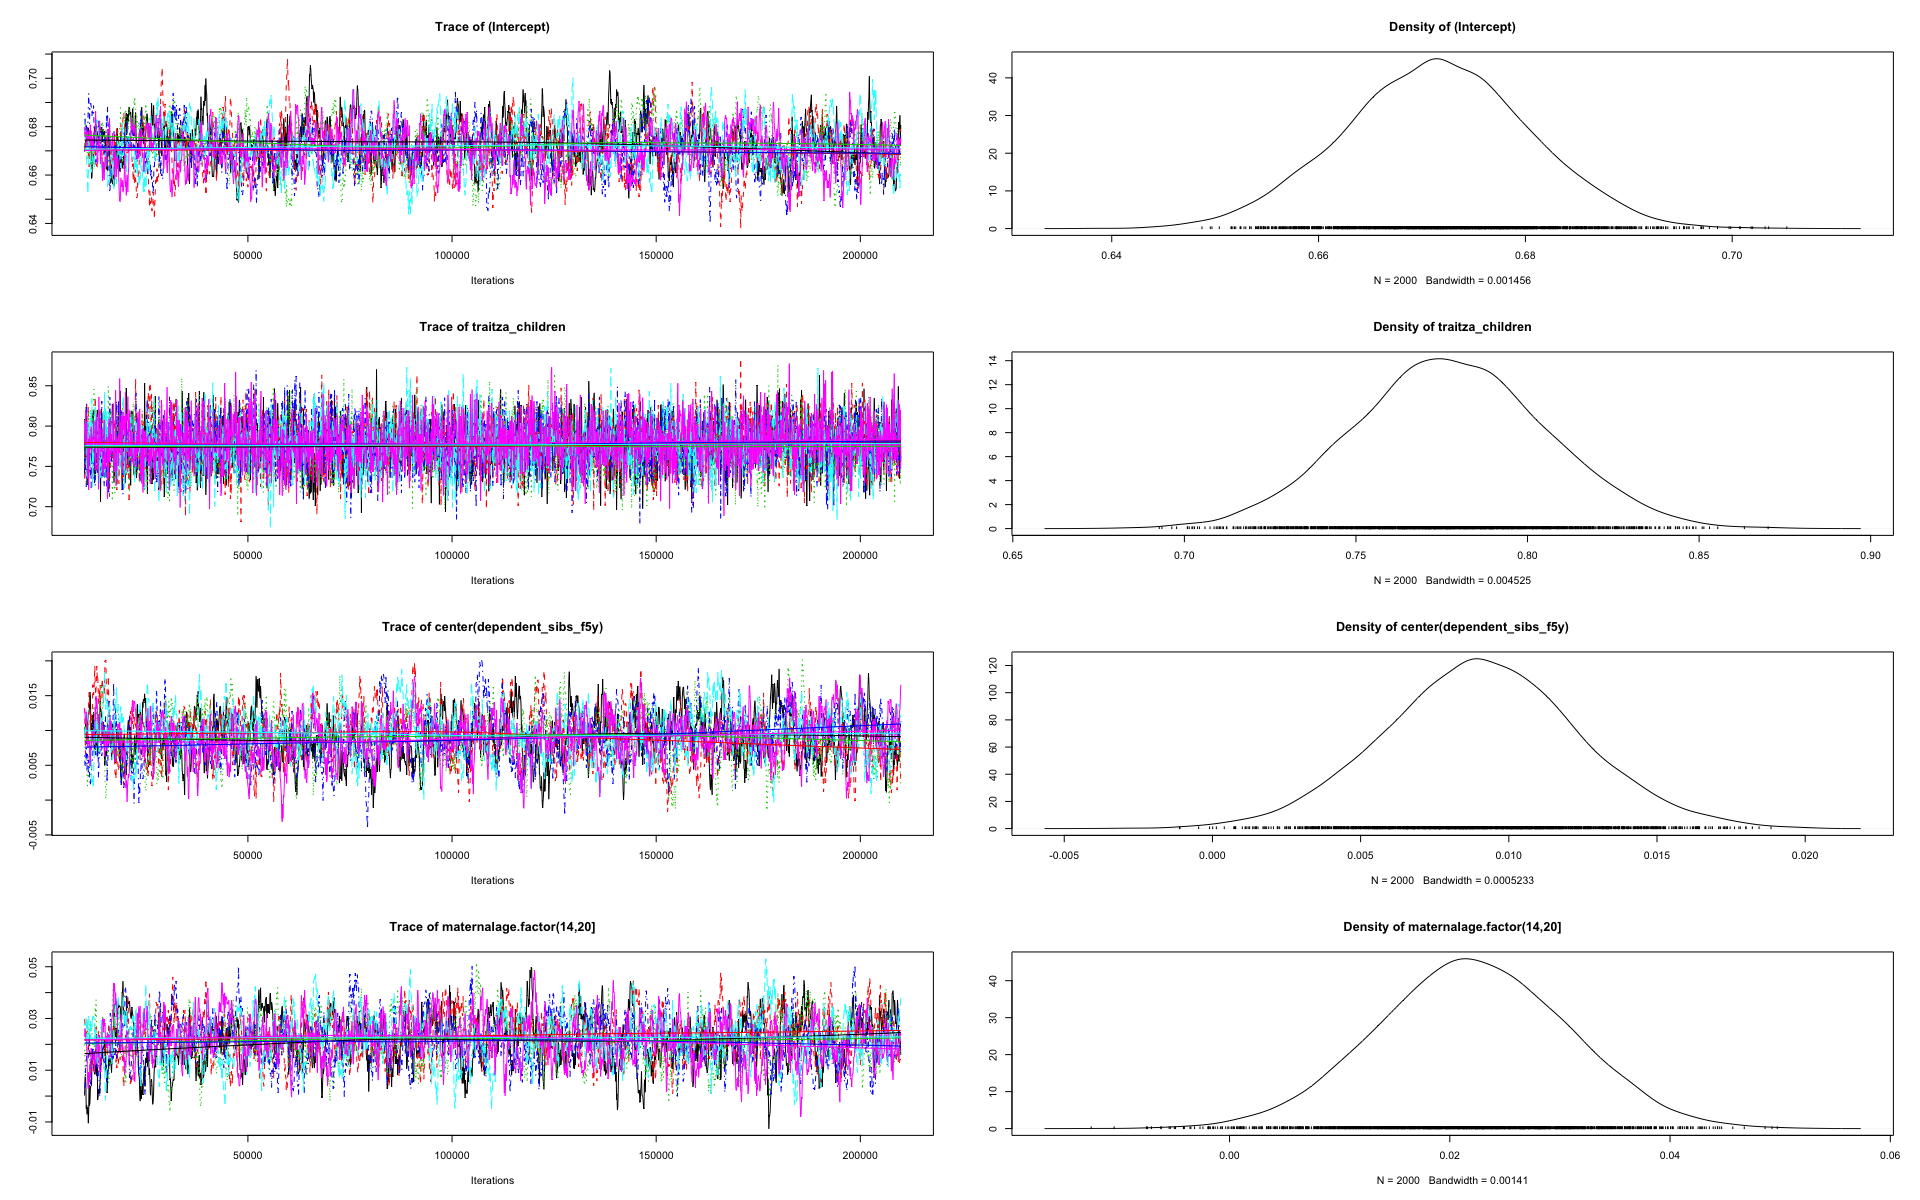 Trace of (Intercept)
0.64 0.66 0.68 0.70
50000 100000 150000 200000
Iterations
Density of (Intercept)
0 10 20 30 40
0.64 0.66 0.68 0.70
N = 2000 Bandwidth = 0.001456
Trace of traitza_children
0.70 0.75 0.80 0.85
50000 100000 150000 200000
Iterations
Density of traitza_children
0 2 4 6 8 10 12 14
0.65 0.70 0.75 0.80 0.85 0.90
N = 2000 Bandwidth = 0.004525
Trace of center(dependent_sibs_f5y)
-0.005 0.005 0.015
50000 100000 150000 200000
Iterations
Density of center(dependent_sibs_f5y)
0 20 40 60 80 100 120
-0.005 0.000 0.005 0.010 0.015 0.020
N = 2000 Bandwidth = 0.0005233
Trace of maternalage.factor(14,20]
-0.01 0.01 0.03 0.05
50000 100000 150000 200000
Iterations
Density of maternalage.factor(14,20]
0 10 20 30 40
0.00 0.02 0.04 0.06
N = 2000 Bandwidth = 0.00141